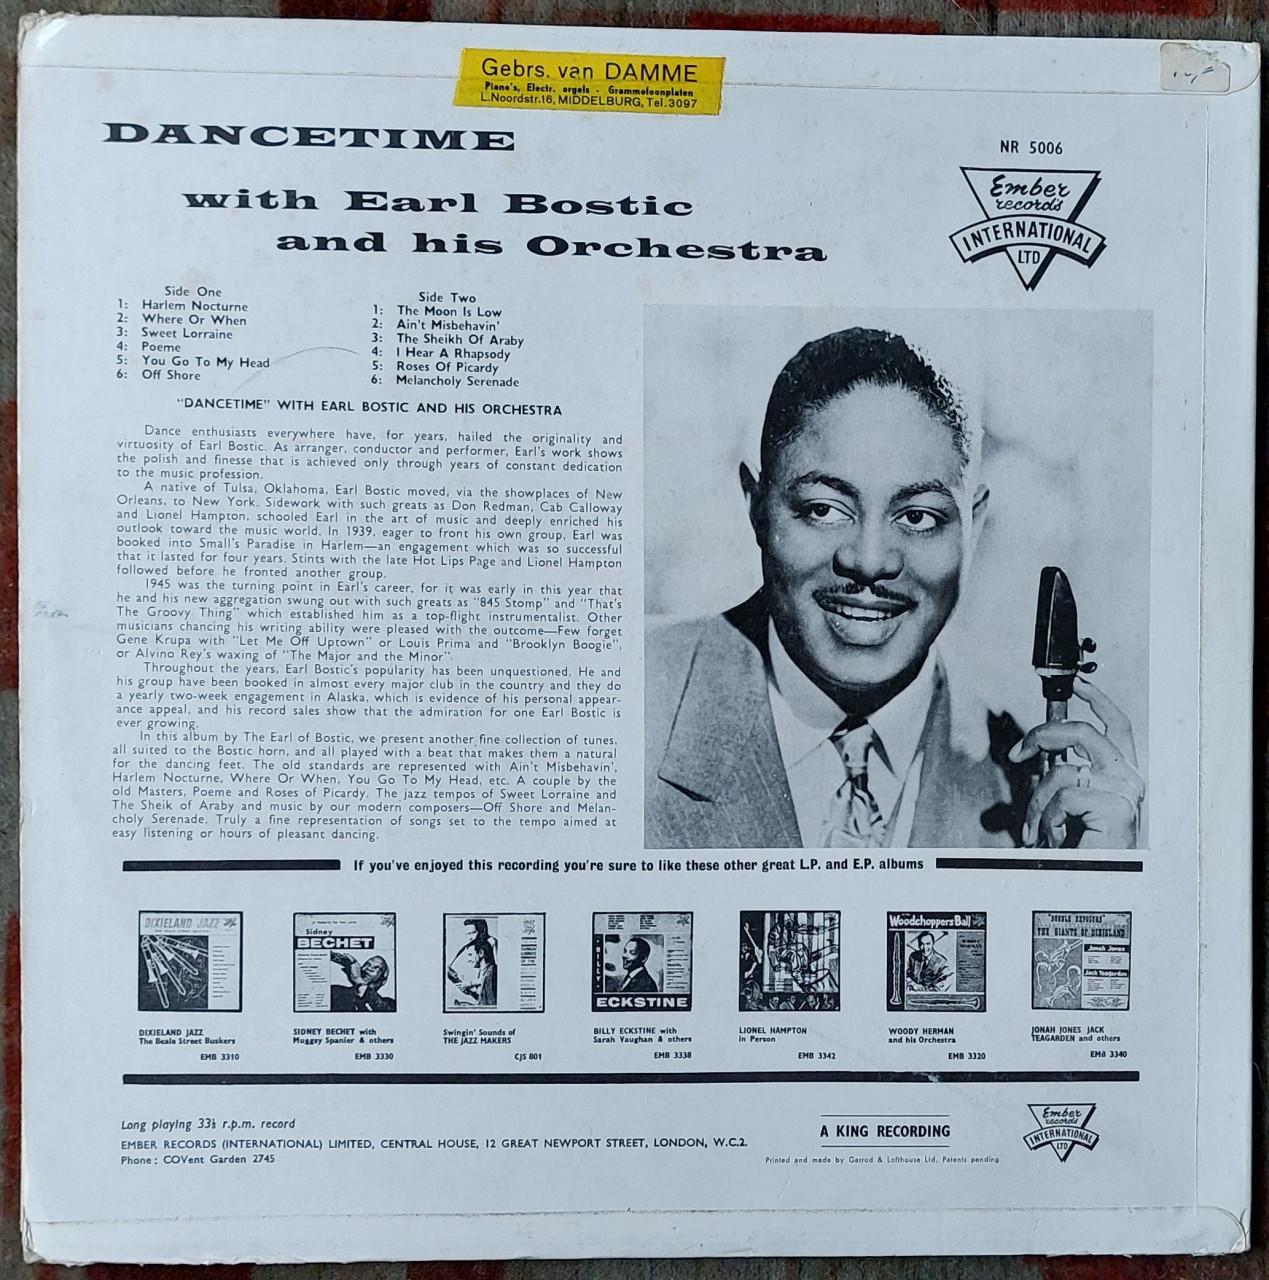 Gebrs. van DAMME
Piano's, Electr. orgels - Grammofoonplaten
L.Noordstr.16, MIDDELBURG, Tel.3097
DANCETIME
with Earl Bostic
and his Orchestra
NR 5006
Ember
records
INTERNATIONAL
LTD
Side One
1: Harlem Nocturne
2: Where Or When
3: Sweet Lorraine
4: Poeme
5: You Go To My Head
6: Off Shore
Side Two
1: The Moon Is Low
2: Ain't Misbehavin'
3: The Sheikh Of Araby
4: I Hear A Rhapsody
5: Roses Of Picardy
6: Melancholy Serenade
"DANCETIME" WITH EARL BOSTIC AND HIS ORCHESTRA
Dance enthusiasts everywhere have, for years, hailed the originality and
virtuosity of Earl Bostic. As arranger, conductor and performer, Earl's work shows
the polish and finesse that is achieved only through years of constant dedication
to the music profession.
A native of Tulsa, Oklahoma, Earl Bostic moved, via the showplaces of New
Orleans, to New York. Sidework with such greats as Don Redman, Cab Calloway
and Lionel Hampton, schooled Earl in the art of music and deeply enriched his
outlook toward the music world. In 1939, eager to front his own group, Earl was
booked into Small's Paradise in Harlem—an engagement which was so successful
that it lasted for four years. Stints with the late Hot Lips Page and Lionel Hampton
followed before he fronted another group.
1945 was the turning point in Earl's career, for it was early in this year that
he and his new aggregation swung out with such greats as "845 Stomp" and "That's
The Groovy Thing" which established him as a top-flight instrumentalist. Other
musicians chancing his writing ability were pleased with the outcome—Few forget
Gene Krupa with "Let Me Off Uptown" or Louis Prima and "Brooklyn Boogie",
or Alvino Rey's waxing of "The Major and the Minor".
Throughout the years, Earl Bostic's popularity has been unquestioned. He and
his group have been booked in almost every major club in the country and they do
a yearly two-week engagement in Alaska, which is evidence of his personal appear-
ance appeal, and his record sales show that the admiration for one Earl Bostic is
ever growing.
In this album by The Earl of Bostic, we present another fine collection of tunes,
all suited to the Bostic horn, and all played with a beat that makes them a natural
for the dancing feet. The old standards are represented with Ain't Misbehavin',
Harlem Nocturne, Where Or When, You Go To My Head, etc. A couple by the
old Masters, Poeme and Roses of Picardy. The jazz tempos of Sweet Lorraine and
The Sheik of Araby and music by our modern composers—Off Shore and Melan-
choly Serenade. Truly a fine representation of songs set to the tempo aimed at
easy listening or hours of pleasant dancing.
If you've enjoyed this recording you're sure to like these other great L.P. and E.P. albums
DIXIELAND JAZZ
Sidney
BECHET
BILLY
ECKSTINE
Woodchoppers Ball
"DOUBLE EXPOSURE"
THE GIANTS OF DIXIELAND
Jonah Jones
Jack Teagarden
DIXIELAND JAZZ
The Beale Street Buskers
EMB 3310
SIDNEY BECHET with
Muggsy Spanier & others
EMB 3330
Swingin' Sounds of
THE JAZZ MAKERS
CJS 801
BILLY ECKSTINE with
Sarah Vaughan & others
EMB 3338
LIONEL HAMPTON
in Person
EMB 3342
WOODY HERMAN
and his Orchestra
EMB 3320
JONAH JONES JACK
TEAGARDEN and others
EMB 3340
Long playing 33⅓ r.p.m. record
EMBER RECORDS (INTERNATIONAL) LIMITED, CENTRAL HOUSE, 12 GREAT NEWPORT STREET, LONDON, W.C.2.
Phone: COVent Garden 2745
A KING RECORDING
Printed and made by Garrod & Lofthouse Ltd. Patents pending
Ember
records
INTERNATIONAL
LTD